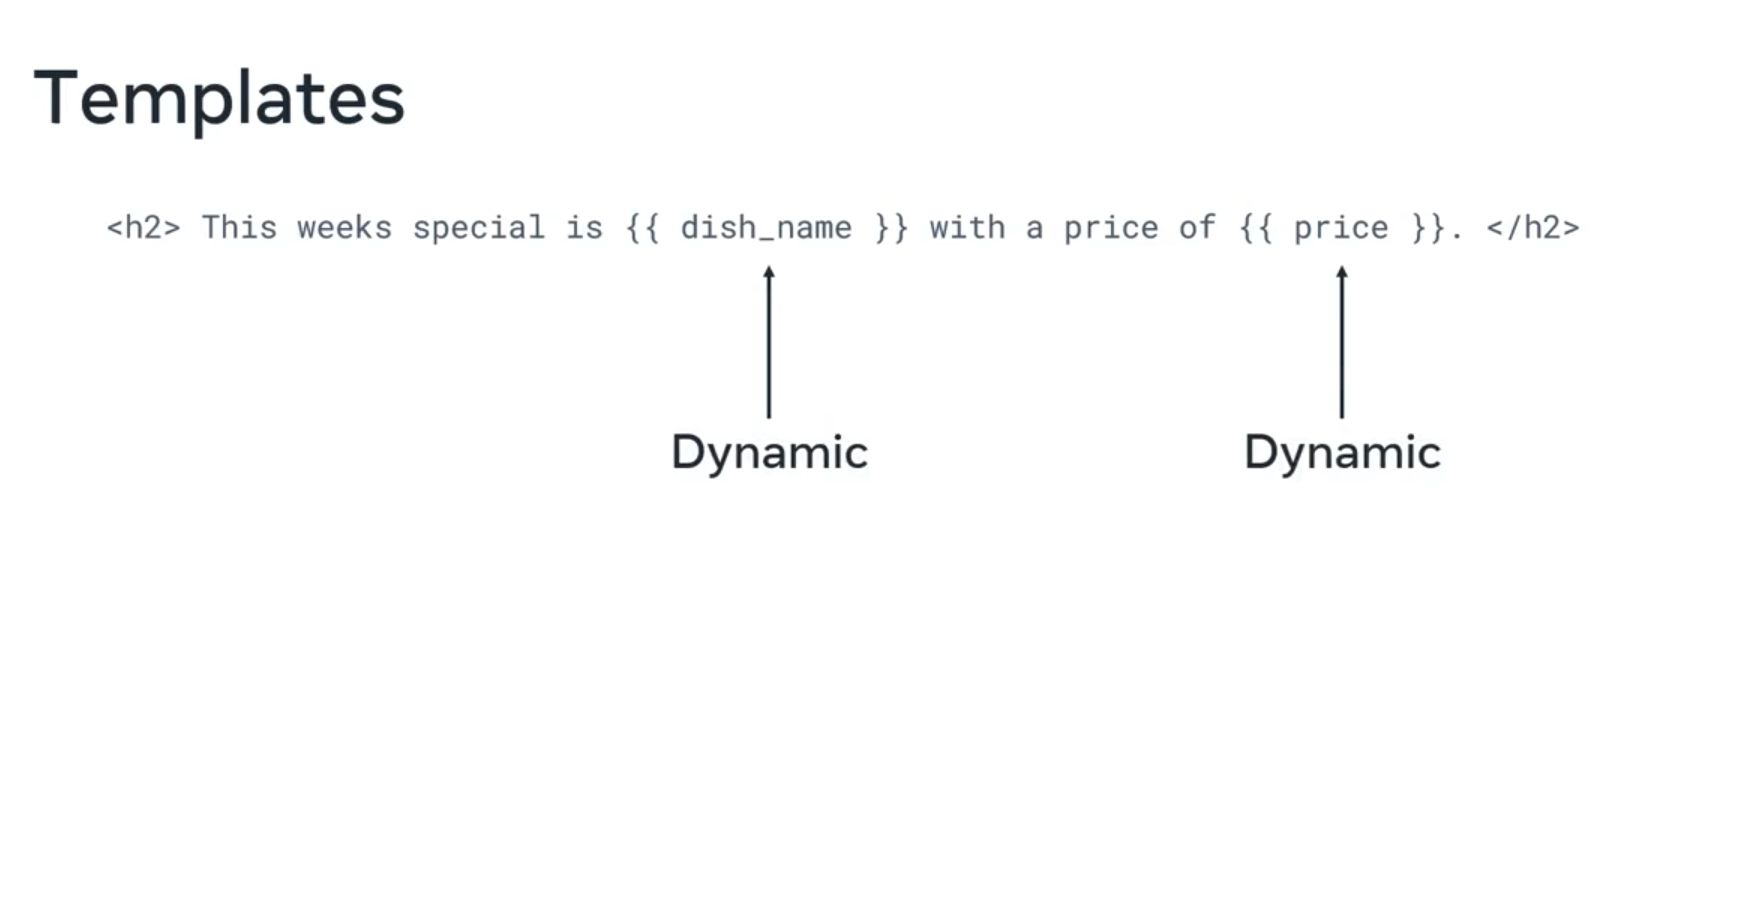 Templates
<h2> This weeks special is {{ dish_name }} with a price of {{ price }}. </h2>
Dynamic
Dynamic